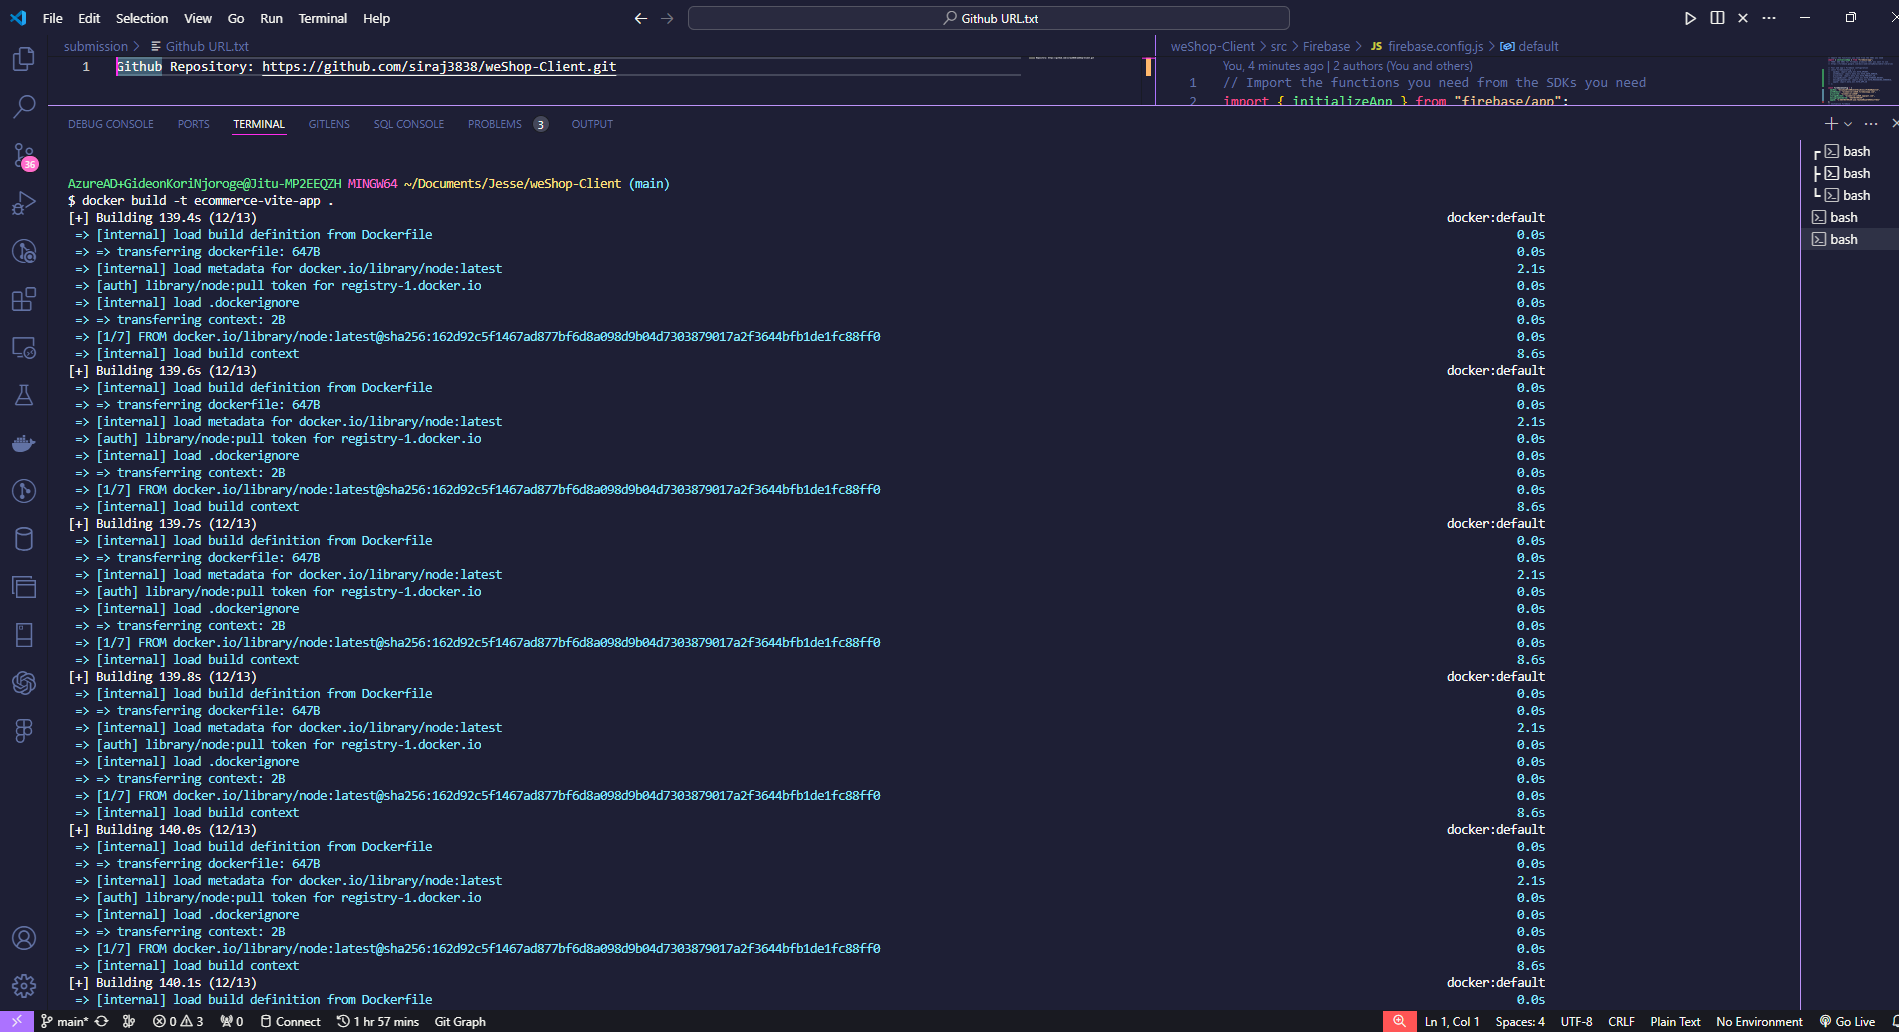 File Edit Selection View Go Run Terminal Help
Github URL.txt
submission > Github URL.txt
weShop-Client > src > Firebase > JS firebase.config.js > default
1 Github Repository: https://github.com/siraj3838/weShop-Client.git
You, 4 minutes ago | 2 authors (You and others)
1 // Import the functions you need from the SDKs you need
2 import { initializeApp } from "firebase/app";
DEBUG CONSOLE PORTS TERMINAL GITLENS SQL CONSOLE PROBLEMS 3 OUTPUT
bash
bash
bash
bash
bash
36
AzureAD+GideonKoriNjoroge@Jitu-MP2EEQZH MINGW64 ~/Documents/Jesse/weShop-Client (main)
$ docker build -t ecommerce-vite-app .
[+] Building 139.4s (12/13) docker:default
=> [internal] load build definition from Dockerfile 0.0s
=> => transferring dockerfile: 647B 0.0s
=> [internal] load metadata for docker.io/library/node:latest 2.1s
=> [auth] library/node:pull token for registry-1.docker.io 0.0s
=> [internal] load .dockerignore 0.0s
=> => transferring context: 2B 0.0s
=> [1/7] FROM docker.io/library/node:latest@sha256:162d92c5f1467ad877bf6d8a098d9b04d7303879017a2f3644bfb1de1fc88ff0 0.0s
=> [internal] load build context 8.6s
[+] Building 139.6s (12/13) docker:default
=> [internal] load build definition from Dockerfile 0.0s
=> => transferring dockerfile: 647B 0.0s
=> [internal] load metadata for docker.io/library/node:latest 2.1s
=> [auth] library/node:pull token for registry-1.docker.io 0.0s
=> [internal] load .dockerignore 0.0s
=> => transferring context: 2B 0.0s
=> [1/7] FROM docker.io/library/node:latest@sha256:162d92c5f1467ad877bf6d8a098d9b04d7303879017a2f3644bfb1de1fc88ff0 0.0s
=> [internal] load build context 8.6s
[+] Building 139.7s (12/13) docker:default
=> [internal] load build definition from Dockerfile 0.0s
=> => transferring dockerfile: 647B 0.0s
=> [internal] load metadata for docker.io/library/node:latest 2.1s
=> [auth] library/node:pull token for registry-1.docker.io 0.0s
=> [internal] load .dockerignore 0.0s
=> => transferring context: 2B 0.0s
=> [1/7] FROM docker.io/library/node:latest@sha256:162d92c5f1467ad877bf6d8a098d9b04d7303879017a2f3644bfb1de1fc88ff0 0.0s
=> [internal] load build context 8.6s
[+] Building 139.8s (12/13) docker:default
=> [internal] load build definition from Dockerfile 0.0s
=> => transferring dockerfile: 647B 0.0s
=> [internal] load metadata for docker.io/library/node:latest 2.1s
=> [auth] library/node:pull token for registry-1.docker.io 0.0s
=> [internal] load .dockerignore 0.0s
=> => transferring context: 2B 0.0s
=> [1/7] FROM docker.io/library/node:latest@sha256:162d92c5f1467ad877bf6d8a098d9b04d7303879017a2f3644bfb1de1fc88ff0 0.0s
=> [internal] load build context 8.6s
[+] Building 140.0s (12/13) docker:default
=> [internal] load build definition from Dockerfile 0.0s
=> => transferring dockerfile: 647B 0.0s
=> [internal] load metadata for docker.io/library/node:latest 2.1s
=> [auth] library/node:pull token for registry-1.docker.io 0.0s
=> [internal] load .dockerignore 0.0s
=> => transferring context: 2B 0.0s
=> [1/7] FROM docker.io/library/node:latest@sha256:162d92c5f1467ad877bf6d8a098d9b04d7303879017a2f3644bfb1de1fc88ff0 0.0s
=> [internal] load build context 8.6s
[+] Building 140.1s (12/13) docker:default
=> [internal] load build definition from Dockerfile 0.0s
main* 0 3 0 Connect 1 hr 57 mins Git Graph Ln 1, Col 1 Spaces: 4 UTF-8 CRLF Plain Text No Environment Go Live